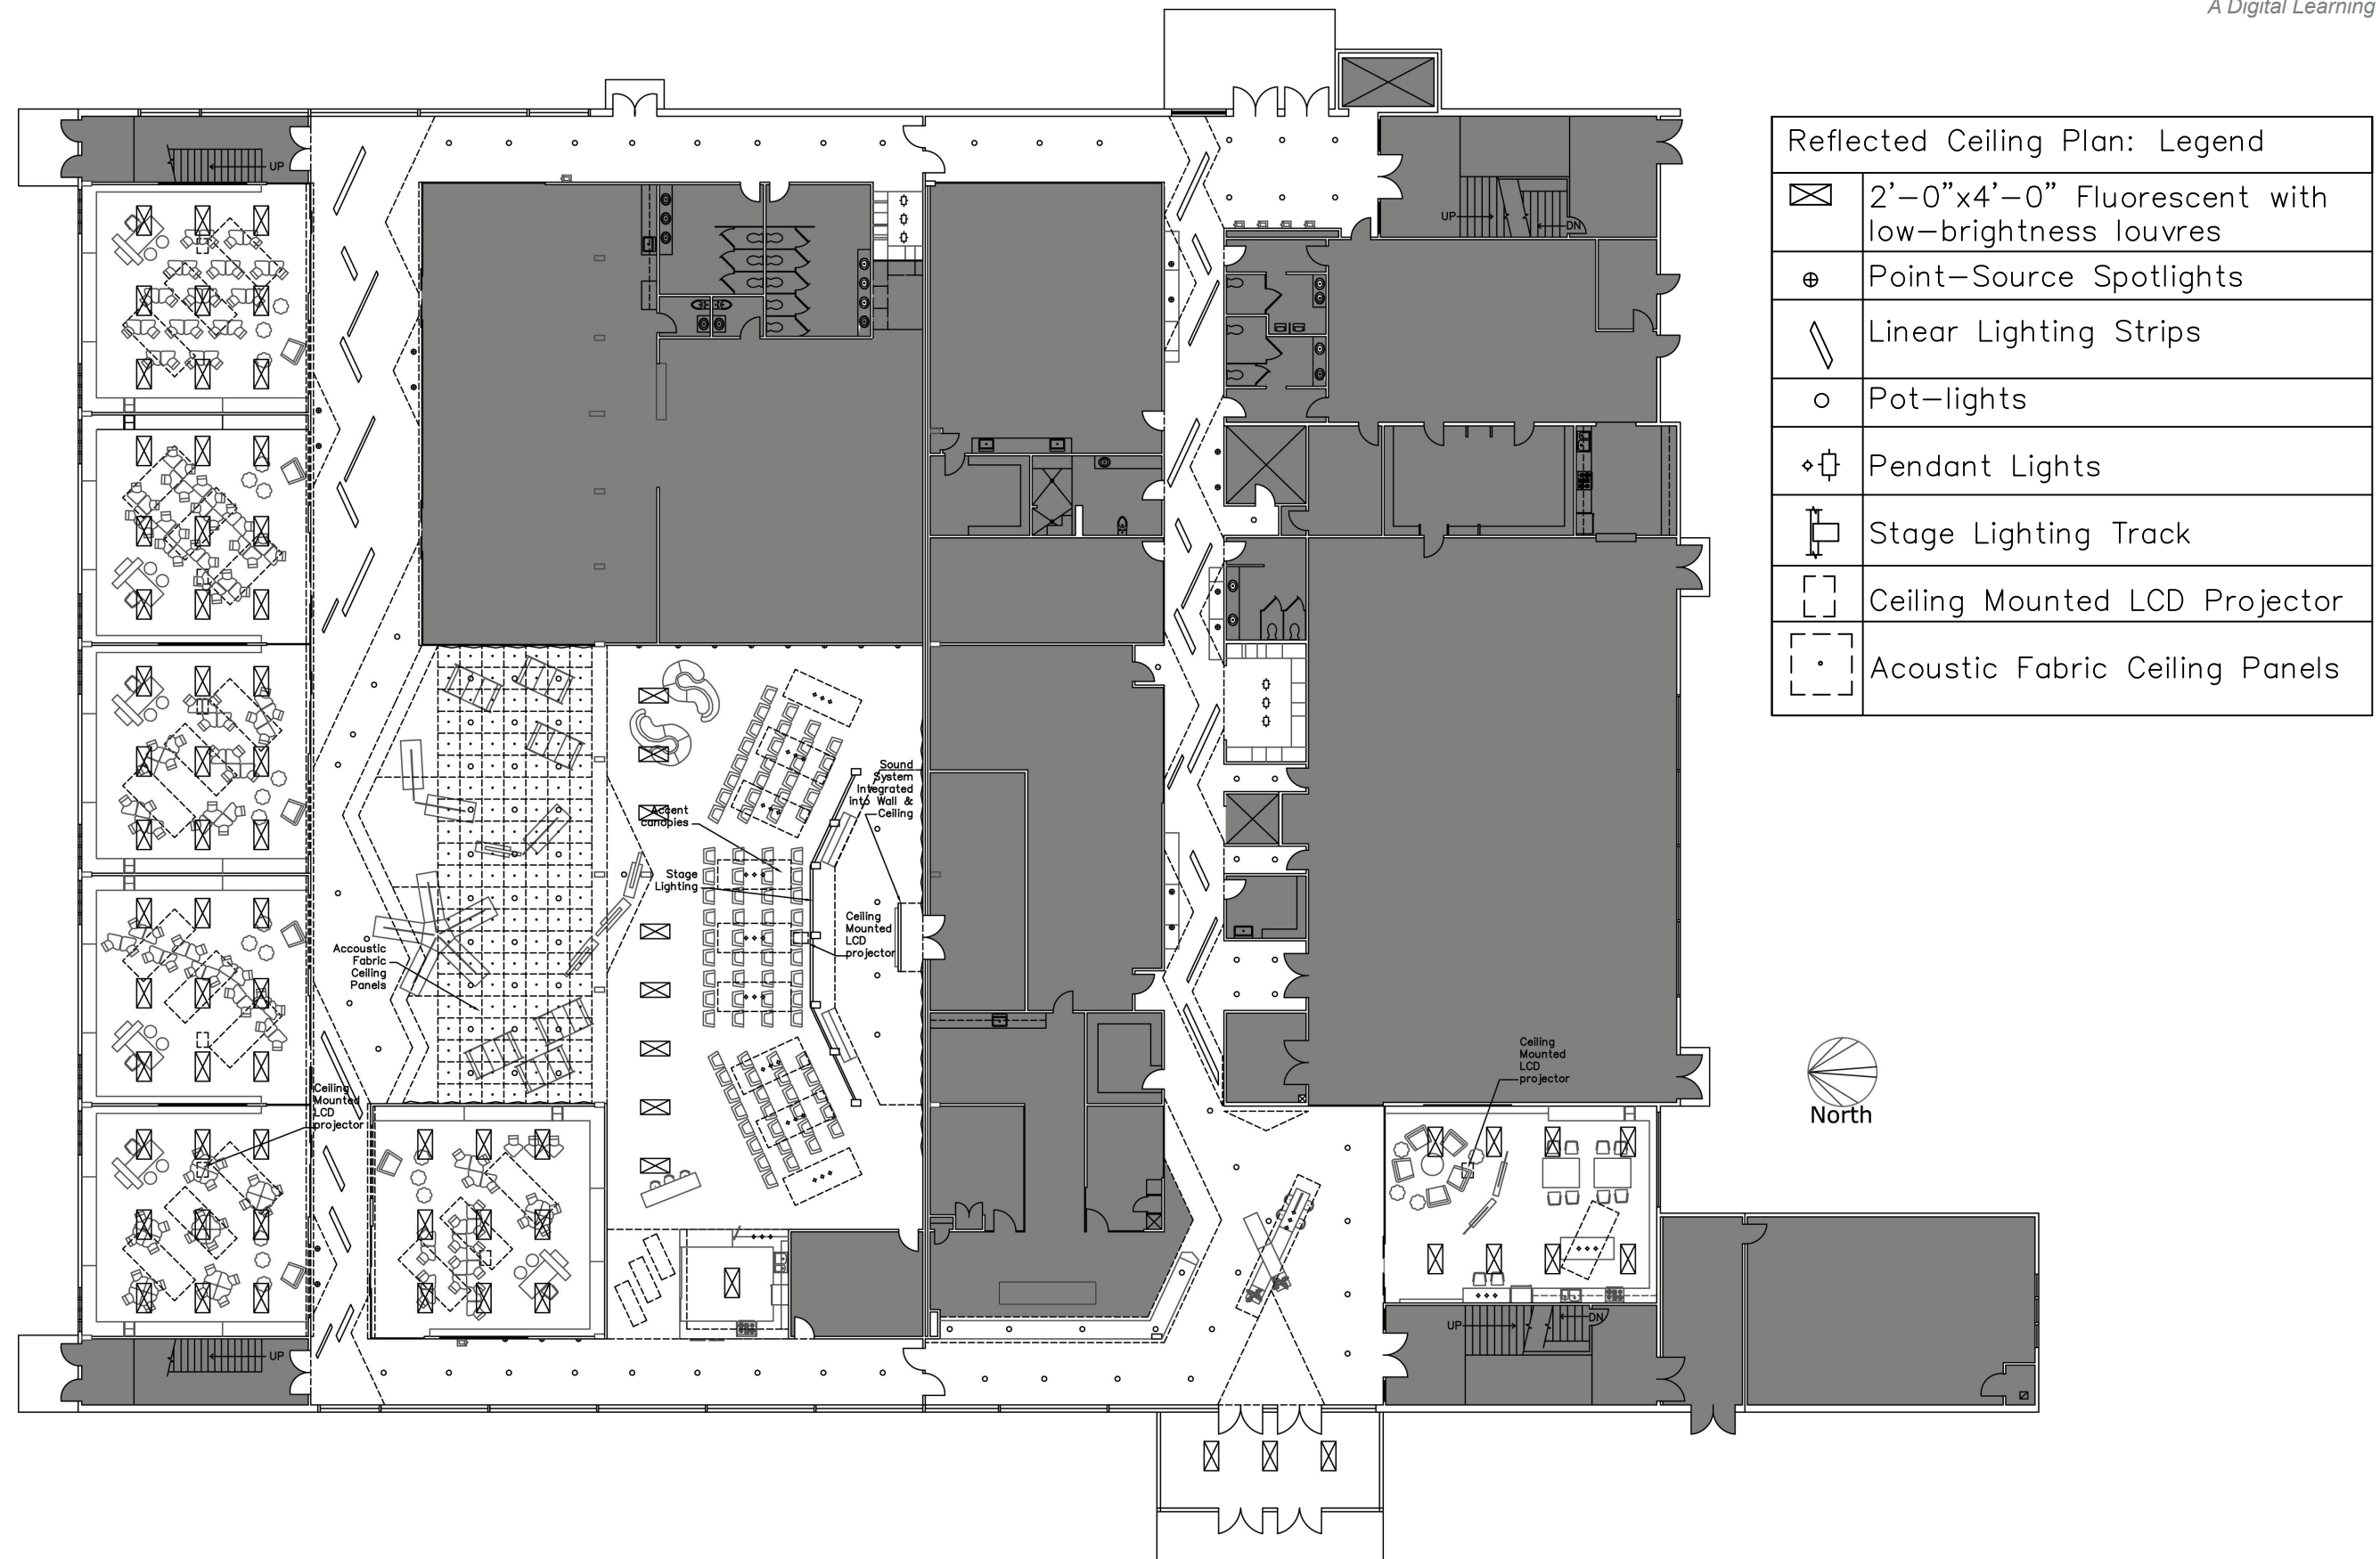 A Digital Learning
Reflected Ceiling Plan: Legend
2'-0"x4'-0" Fluorescent with
low-brightness louvres
Point-Source Spotlights
Linear Lighting Strips
Pot-lights
Pendant Lights
Stage Lighting Track
Ceiling Mounted LCD Projector
Acoustic Fabric Ceiling Panels
UP
UP
DN
Sound
System
Integrated
into Wall &
Ceiling
Accent
canopies
Stage
Lighting
Ceiling
Mounted
LCD
projector
Accoustic
Fabric
Ceiling
Panels
Ceiling
Mounted
LCD
projector
Ceiling
Mounted
LCD
projector
North
UP
DN
UP